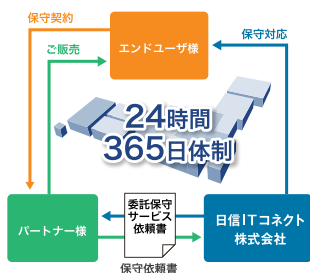 保守契約
エンドユーザ様
保守対応
ご販売
24時間
365日体制
委託保守
サービス
依頼書
パートナー様
日信ITコネクト
株式会社
保守依頼書